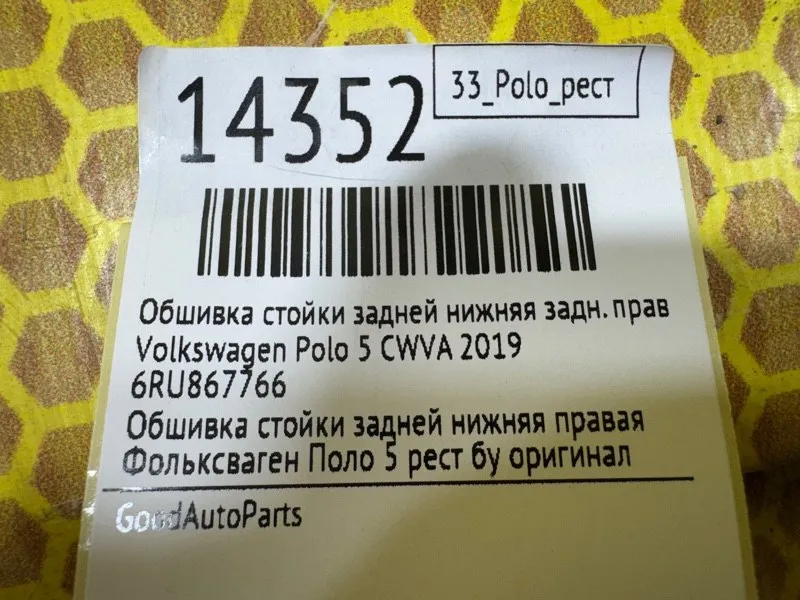 14352
33_Polo_рест
Обшивка стойки задней нижняя задн. прав
Volkswagen Polo 5 CWVA 2019
6RU867766
Обшивка стойки задней нижняя правая
Фольксваген Поло 5 рест бу оригинал
GoodAutoParts